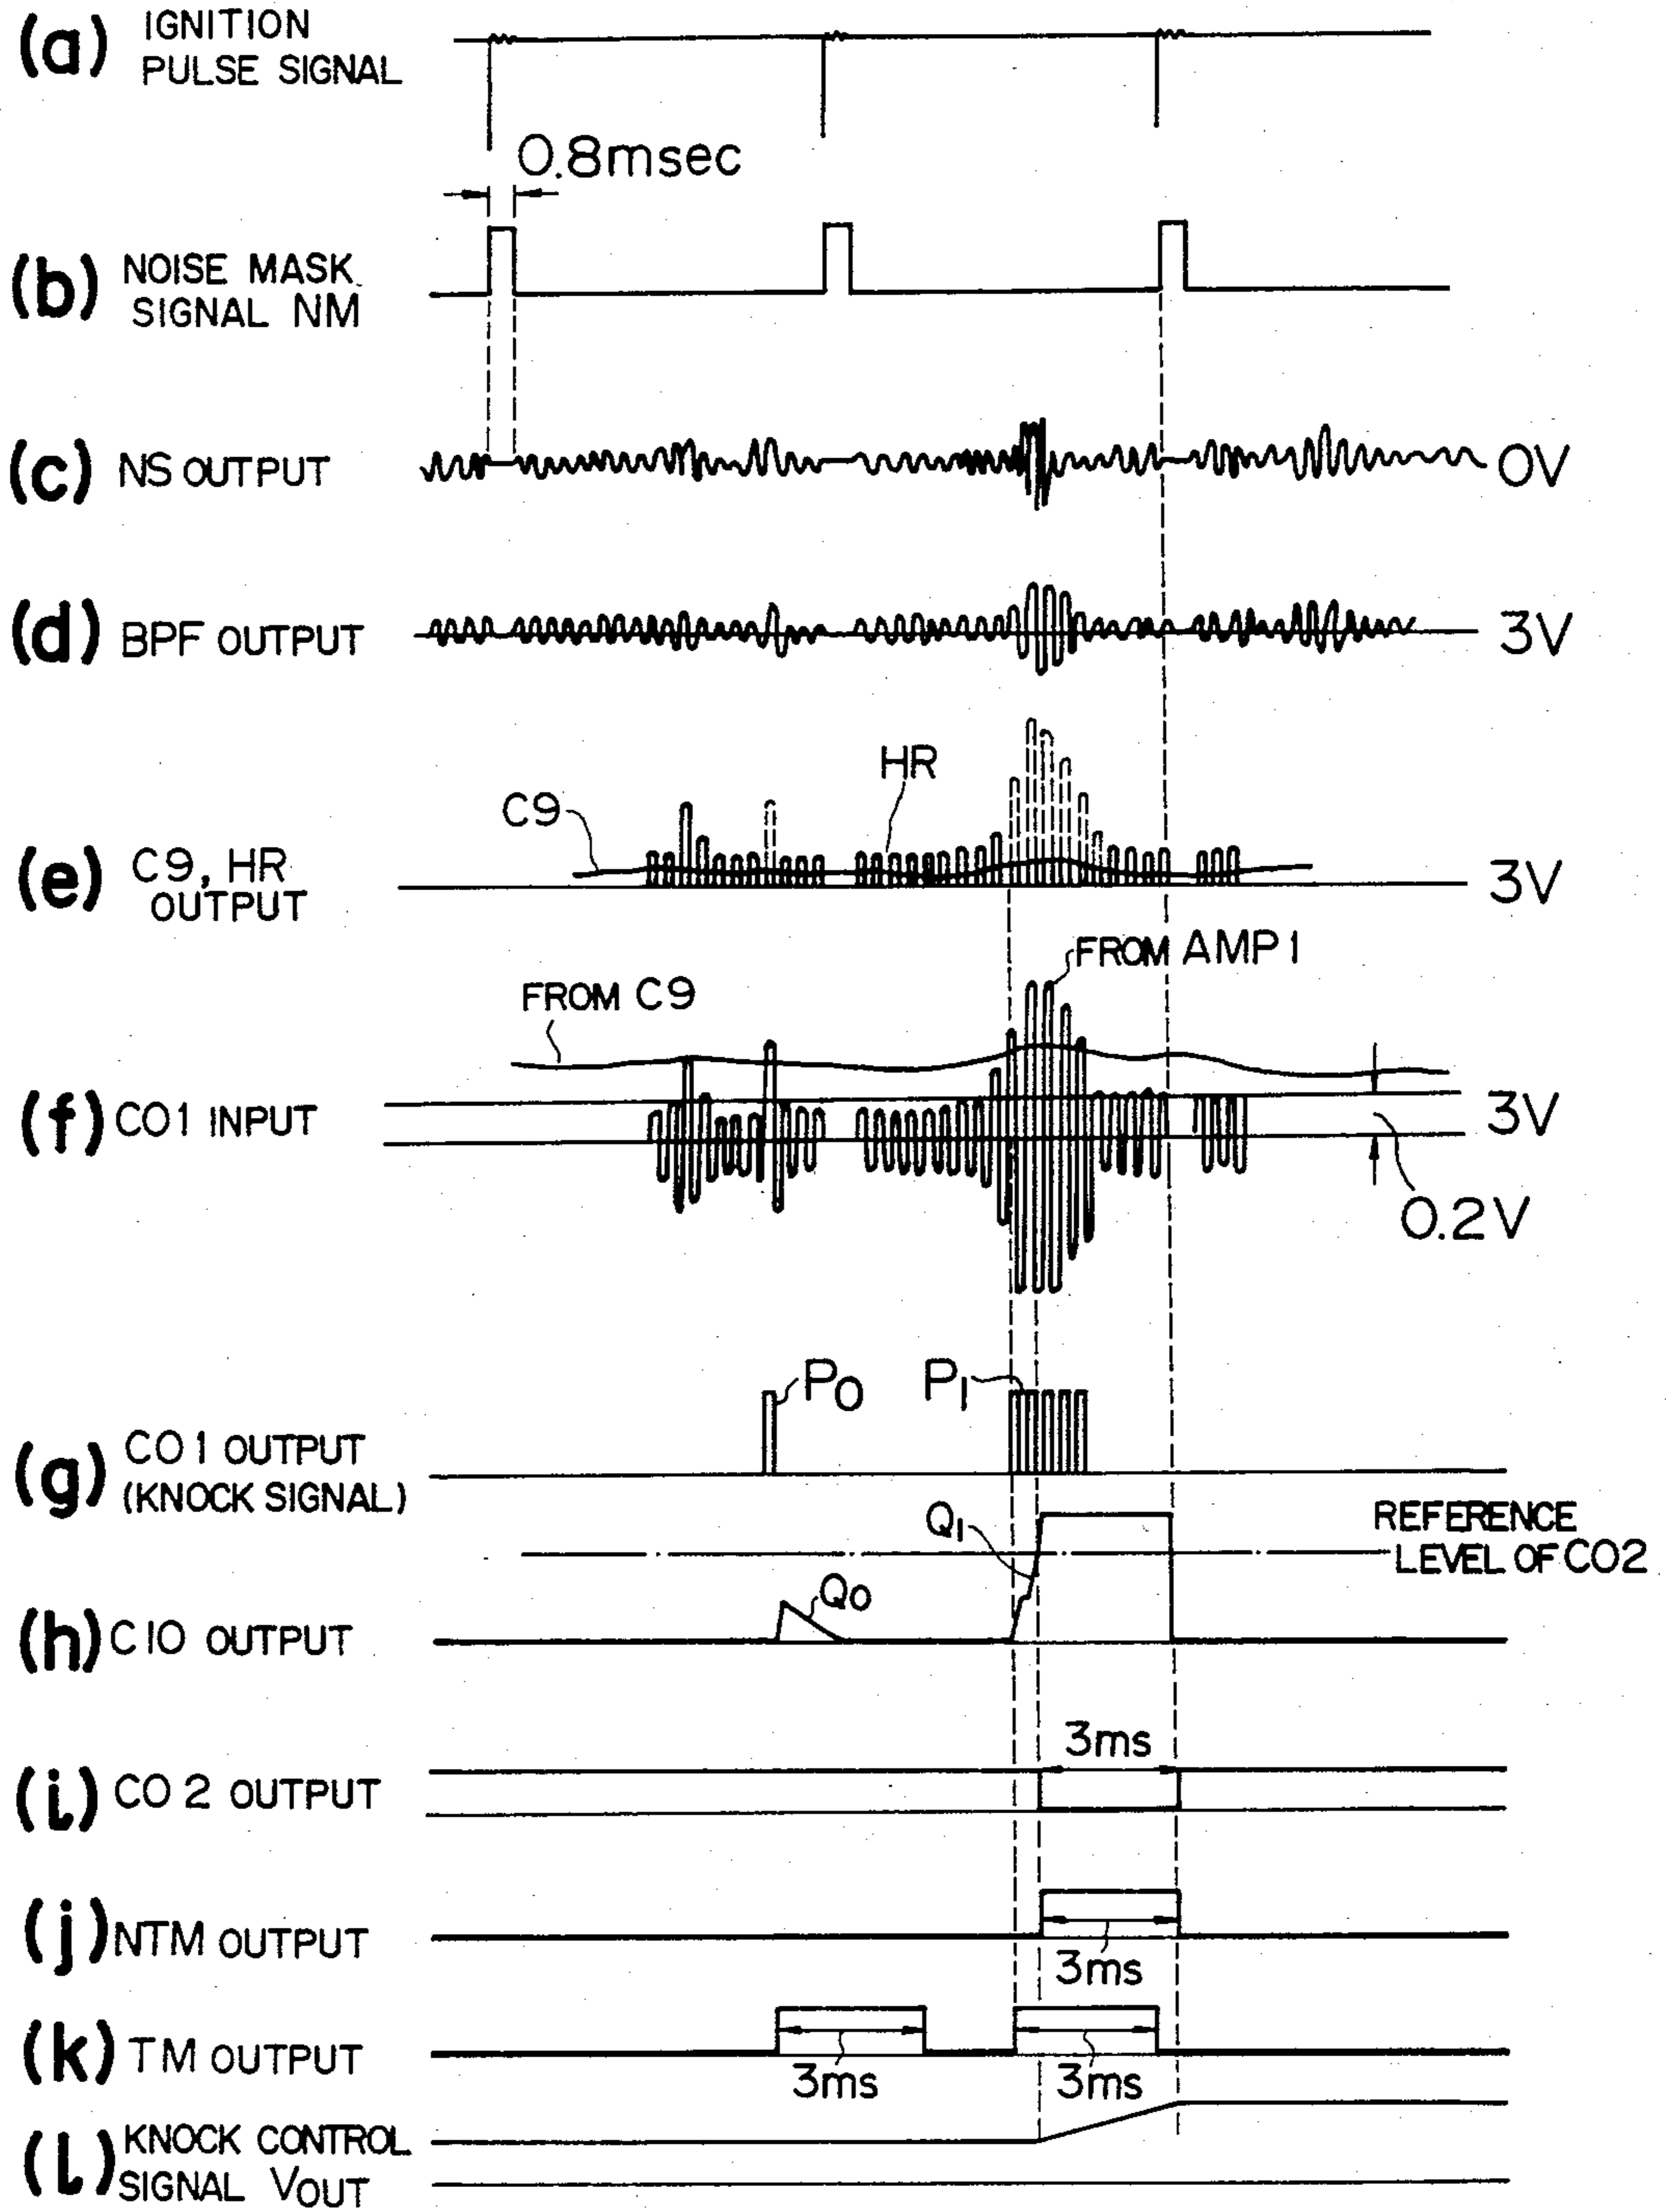 (a) IGNITION
PULSE SIGNAL
0.8msec
(b) NOISE MASK
SIGNAL NM
(c) NS OUTPUT
0V
(d) BPF OUTPUT
3V
HR
C9
(e) C9, HR
OUTPUT
3V
FROM AMP 1
FROM C9
(f) CO1 INPUT
3V
0.2V
P0
P1
(g) CO1 OUTPUT
(KNOCK SIGNAL)
Q1
REFERENCE
LEVEL OF CO2
Q0
(h) C10 OUTPUT
3ms
(i) CO2 OUTPUT
(j) NTM OUTPUT
3ms
(k) TM OUTPUT
3ms
3ms
(l) KNOCK CONTROL
SIGNAL VOUT